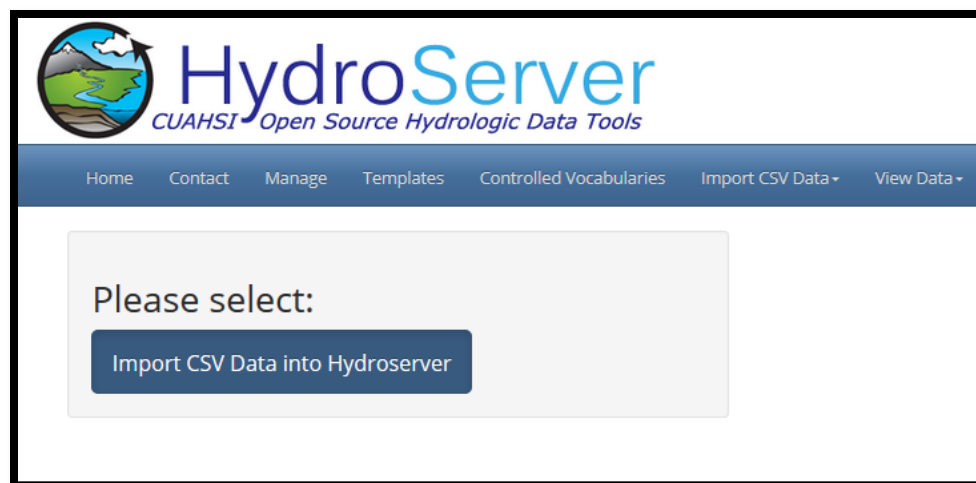 HydroServer
CUAHSI Open Source Hydrologic Data Tools
Home Contact Manage Templates Controlled Vocabularies Import CSV Data View Data
Please select:
Import CSV Data into Hydroserver